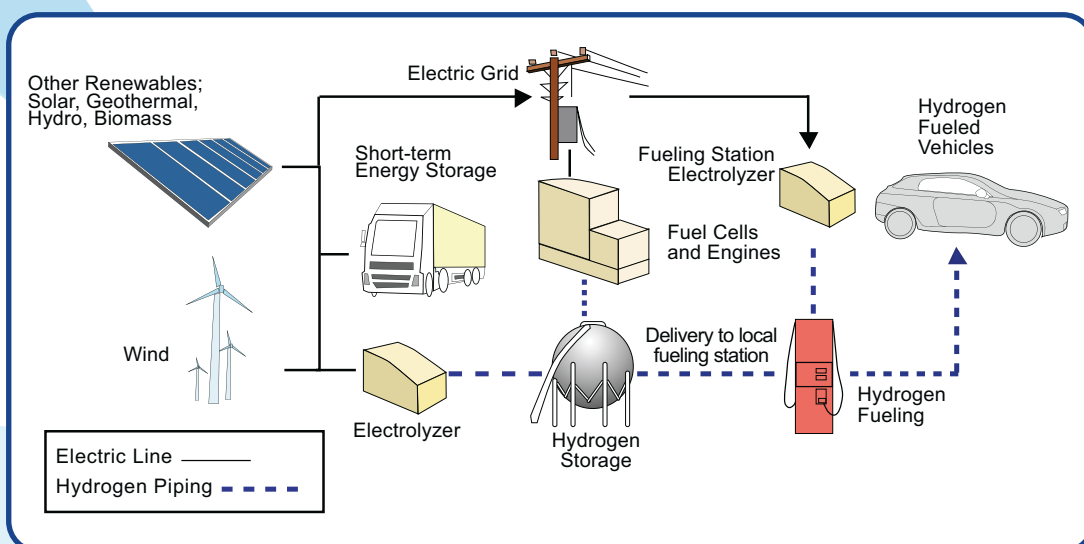 Other Renewables;
Solar, Geothermal,
Hydro, Biomass
Electric Grid
Short-term
Energy Storage
Fueling Station
Electrolyzer
Hydrogen
Fueled
Vehicles
Fuel Cells
and Engines
Wind
Delivery to local
fueling station
Electrolyzer
Hydrogen
Storage
Hydrogen
Fueling
Electric Line
Hydrogen Piping